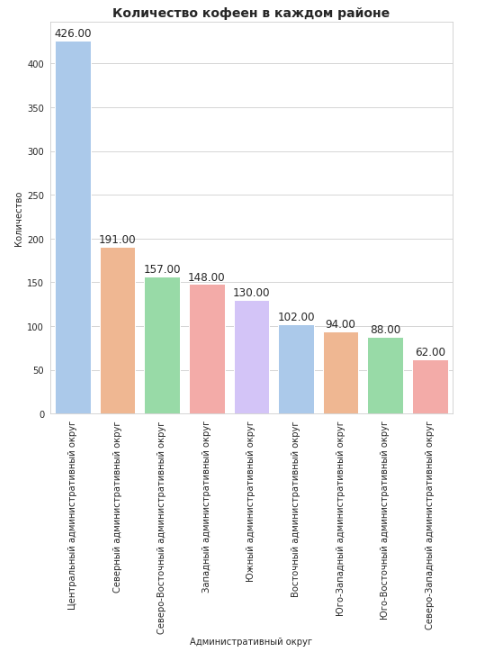 Количество кофеен в каждом районе
426.00
191.00
157.00
148.00
130.00
102.00
94.00
88.00
62.00
400
350
300
250
200
150
100
50
0
Количество
Центральный административный округ
Северный административный округ
Северо-Восточный административный округ
Западный административный округ
Южный административный округ
Восточный административный округ
Юго-Западный административный округ
Юго-Восточный административный округ
Северо-Западный административный округ
Административный округ